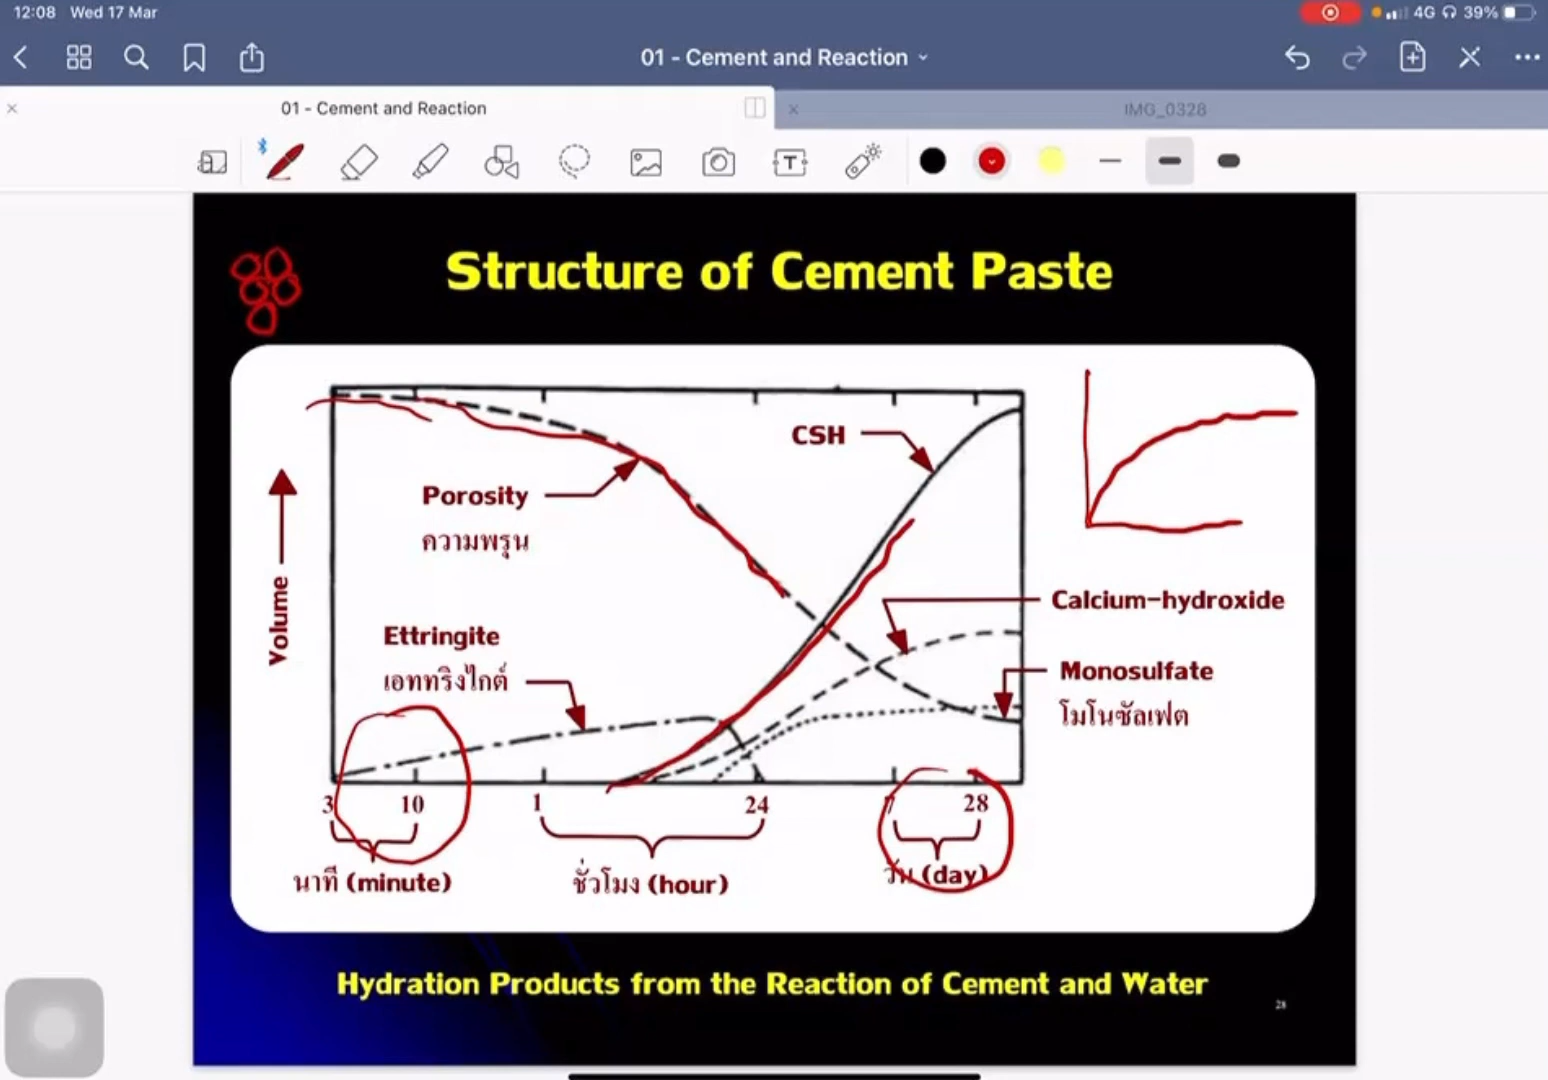 12:08 Wed 17 Mar
4G 39%
01 - Cement and Reaction
01 - Cement and Reaction
IMG_0328
Structure of Cement Paste
CSH
Porosity
ความพรุน
Volume
Calcium-hydroxide
Ettringite
เอททริงไกต์
Monosulfate
โมโนซัลเฟต
3 10 1 24 7 28
นาที (minute) ชั่วโมง (hour) วัน (day)
Hydration Products from the Reaction of Cement and Water
28